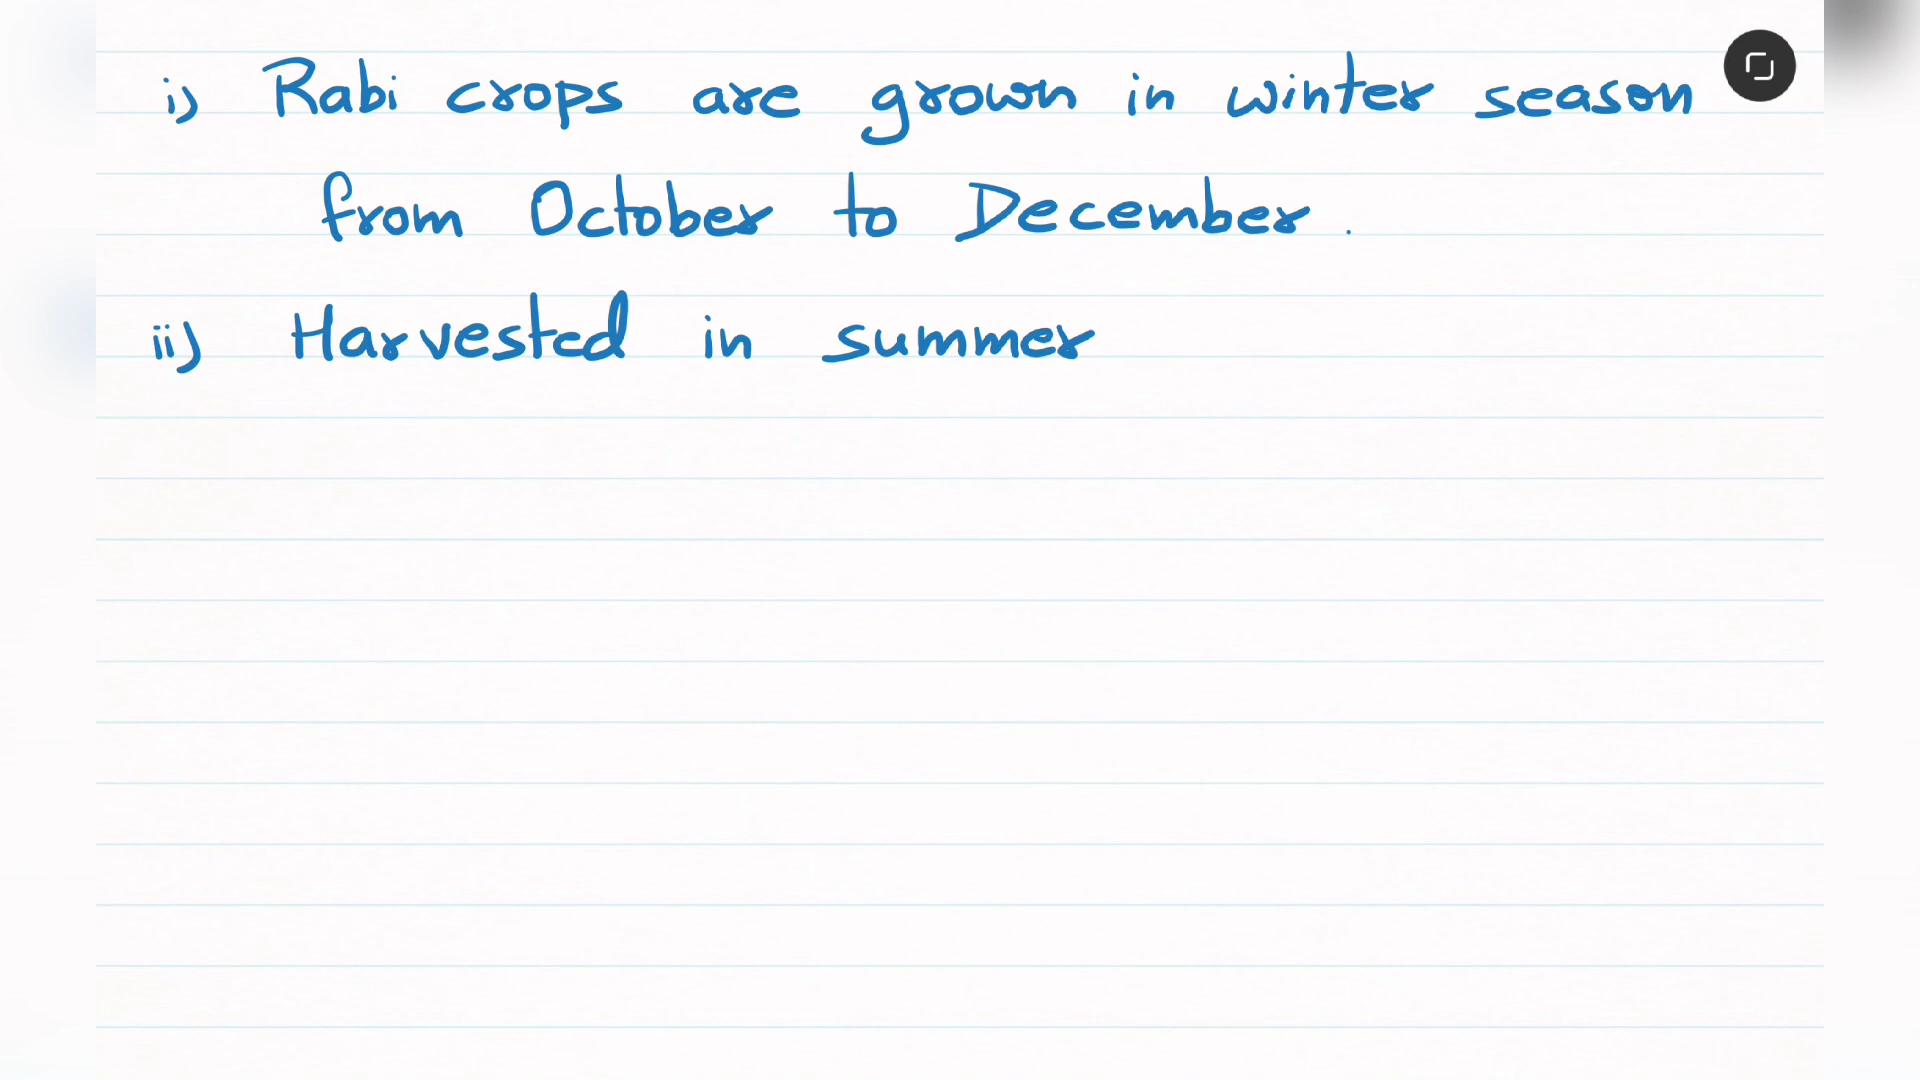 i) Rabi crops are grown in winter season
from October to December.
ii) Harvested in summer